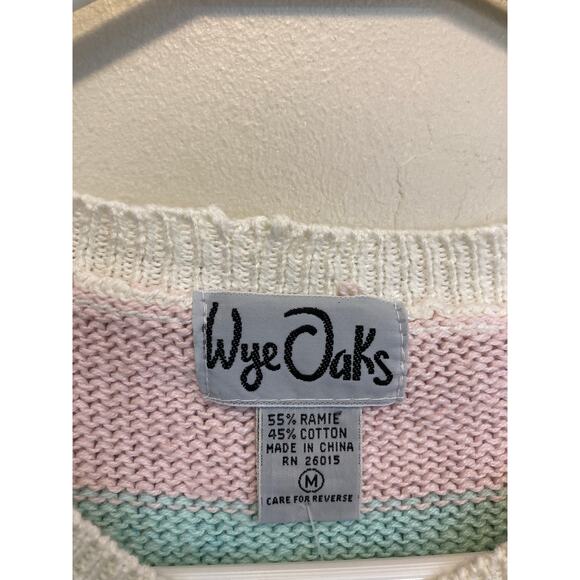 Wye Oaks
55% RAMIE
45% COTTON
MADE IN CHINA
RN 26015
M
CARE FOR REVERSE